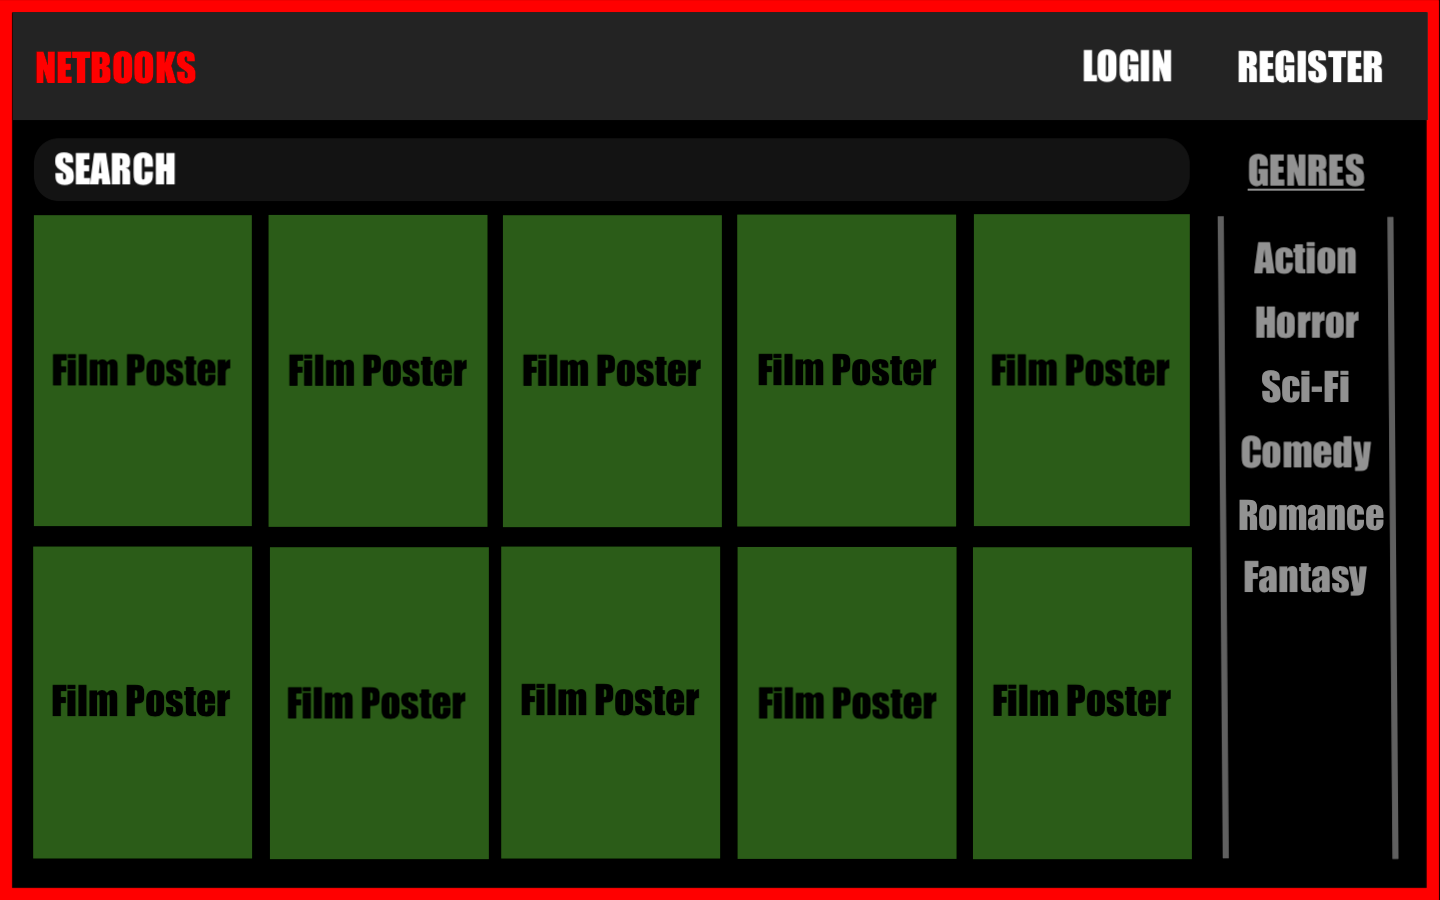 NETBOOKS
LOGIN
REGISTER
SEARCH
GENRES
Film Poster
Film Poster
Film Poster
Film Poster
Film Poster
Film Poster
Film Poster
Film Poster
Film Poster
Film Poster
Action
Horror
Sci-Fi
Comedy
Romance
Fantasy